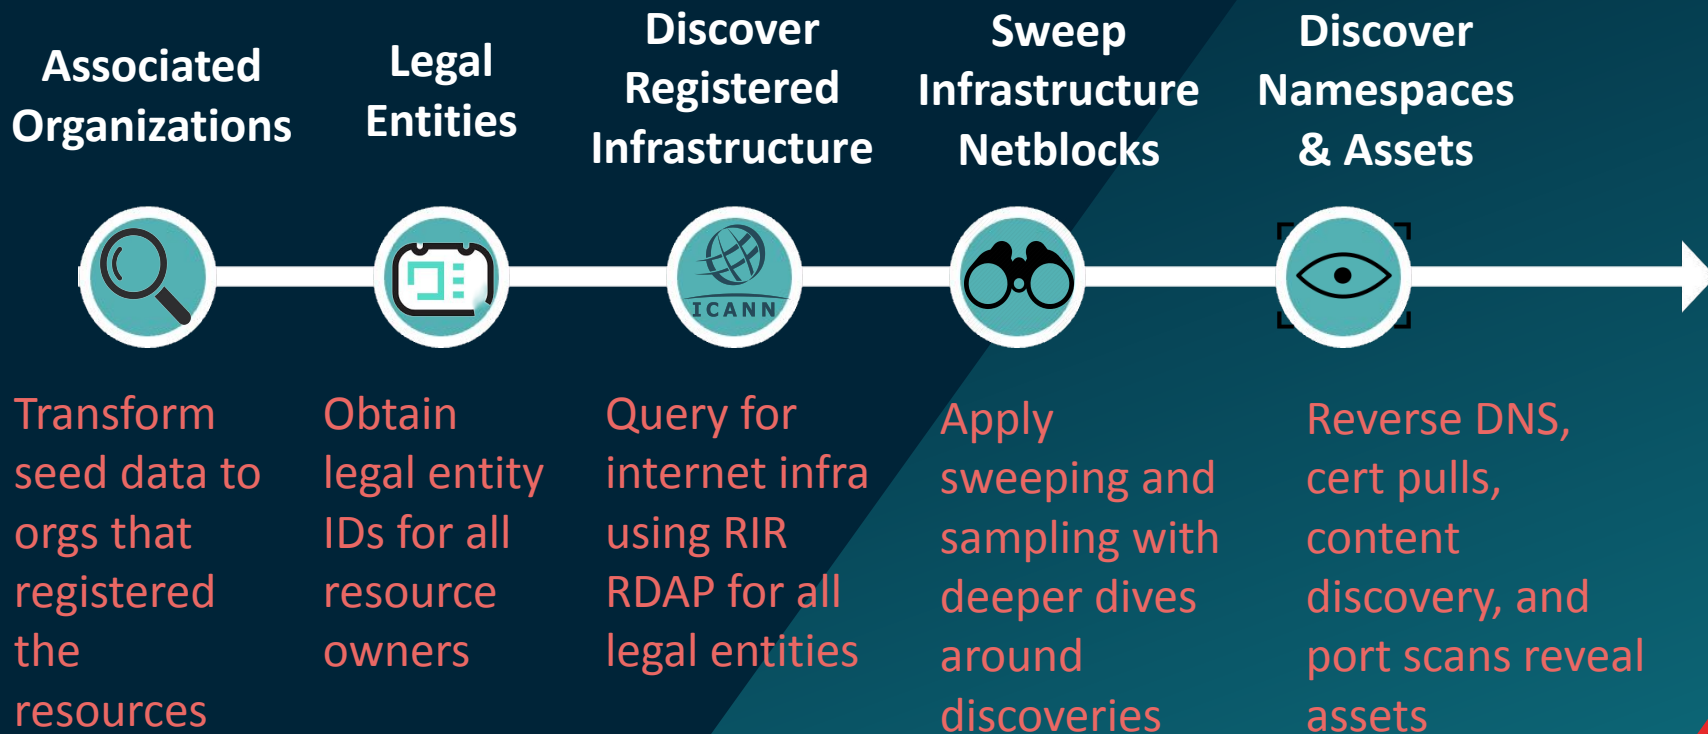 Associated
Organizations
Legal
Entities
Discover
Registered
Infrastructure
Sweep
Infrastructure
Netblocks
Discover
Namespaces
& Assets
ICANN
Transform
seed data to
orgs that
registered
the
resources
Obtain
legal entity
IDs for all
resource
owners
Query for
internet infra
using RIR
RDAP for all
legal entities
Apply
sweeping and
sampling with
deeper dives
around
discoveries
Reverse DNS,
cert pulls,
content
discovery, and
port scans reveal
assets